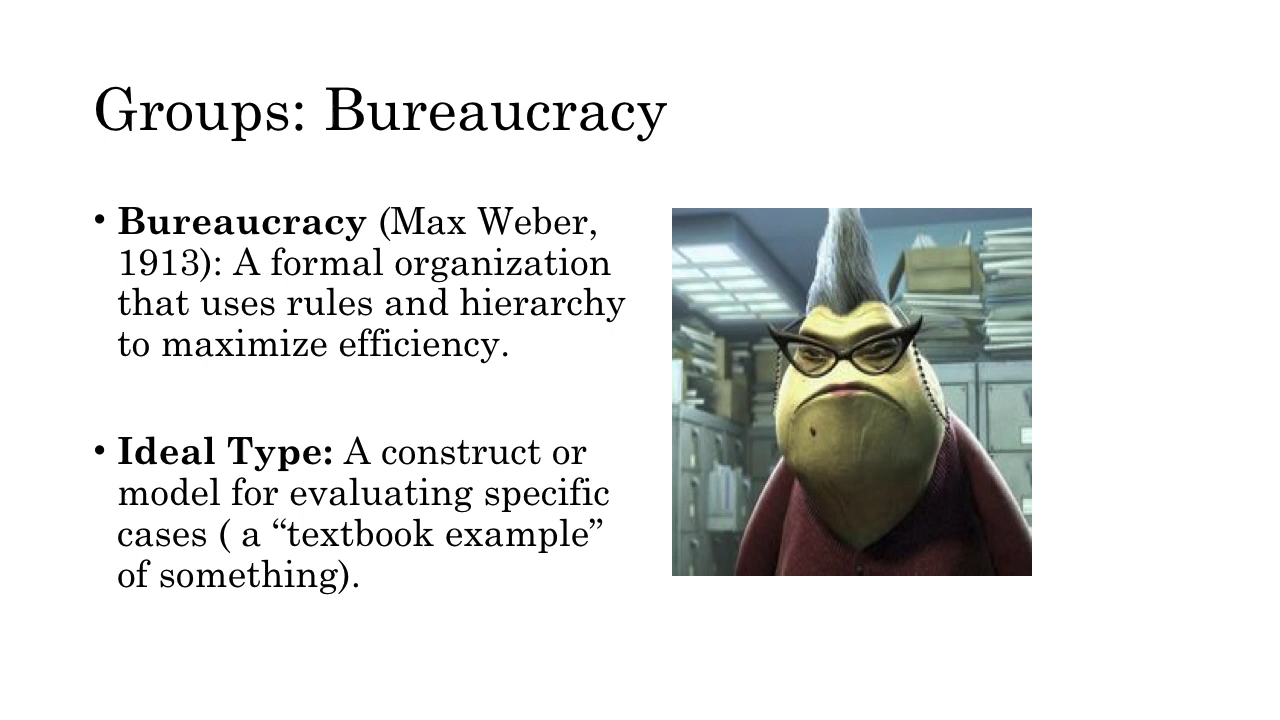 Groups: Bureaucracy
• Bureaucracy (Max Weber,
1913): A formal organization
that uses rules and hierarchy
to maximize efficiency.
• Ideal Type: A construct or
model for evaluating specific
cases ( a “textbook example”
of something).